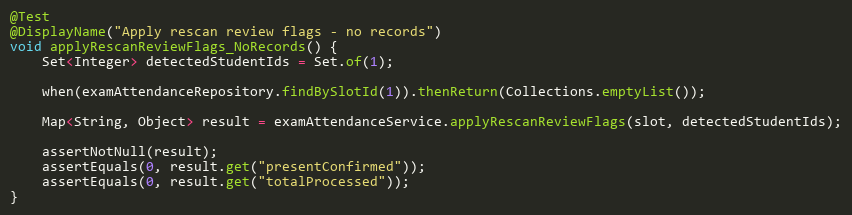 @Test
@DisplayName("Apply rescan review flags - no records")
void applyRescanReviewFlags_NoRecords() {
    Set<Integer> detectedStudentIds = Set.of(1);

    when(examAttendanceRepository.findBySlotId(1)).thenReturn(Collections.emptyList());

    Map<String, Object> result = examAttendanceService.applyRescanReviewFlags(slot, detectedStudentIds);

    assertNotNull(result);
    assertEquals(0, result.get("presentConfirmed"));
    assertEquals(0, result.get("totalProcessed"));
}